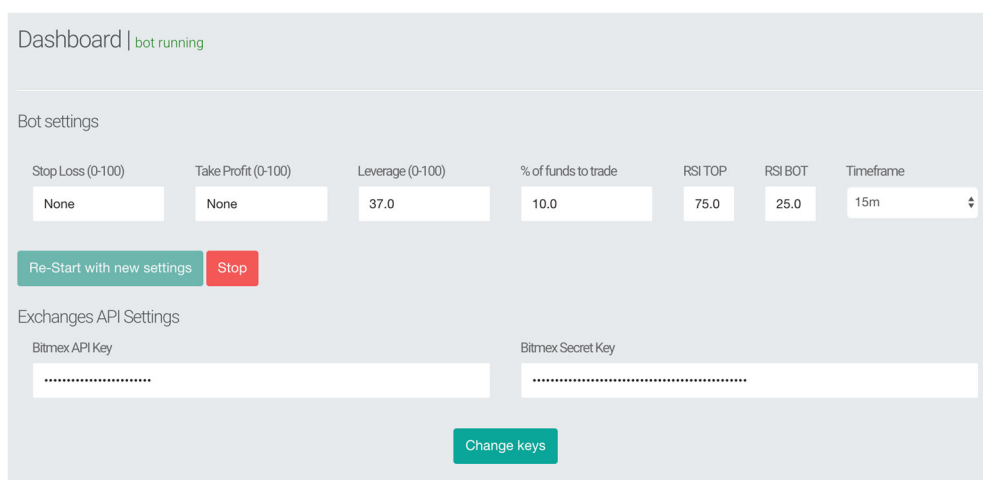 Dashboard | bot running
Bot settings
Stop Loss (0-100) Take Profit (0-100) Leverage (0-100) % of funds to trade RSI TOP RSI BOT Timeframe
None None 37.0 10.0 75.0 25.0 15m
Re-Start with new settings Stop
Exchanges API Settings
Bitmex API Key Bitmex Secret Key
Change keys